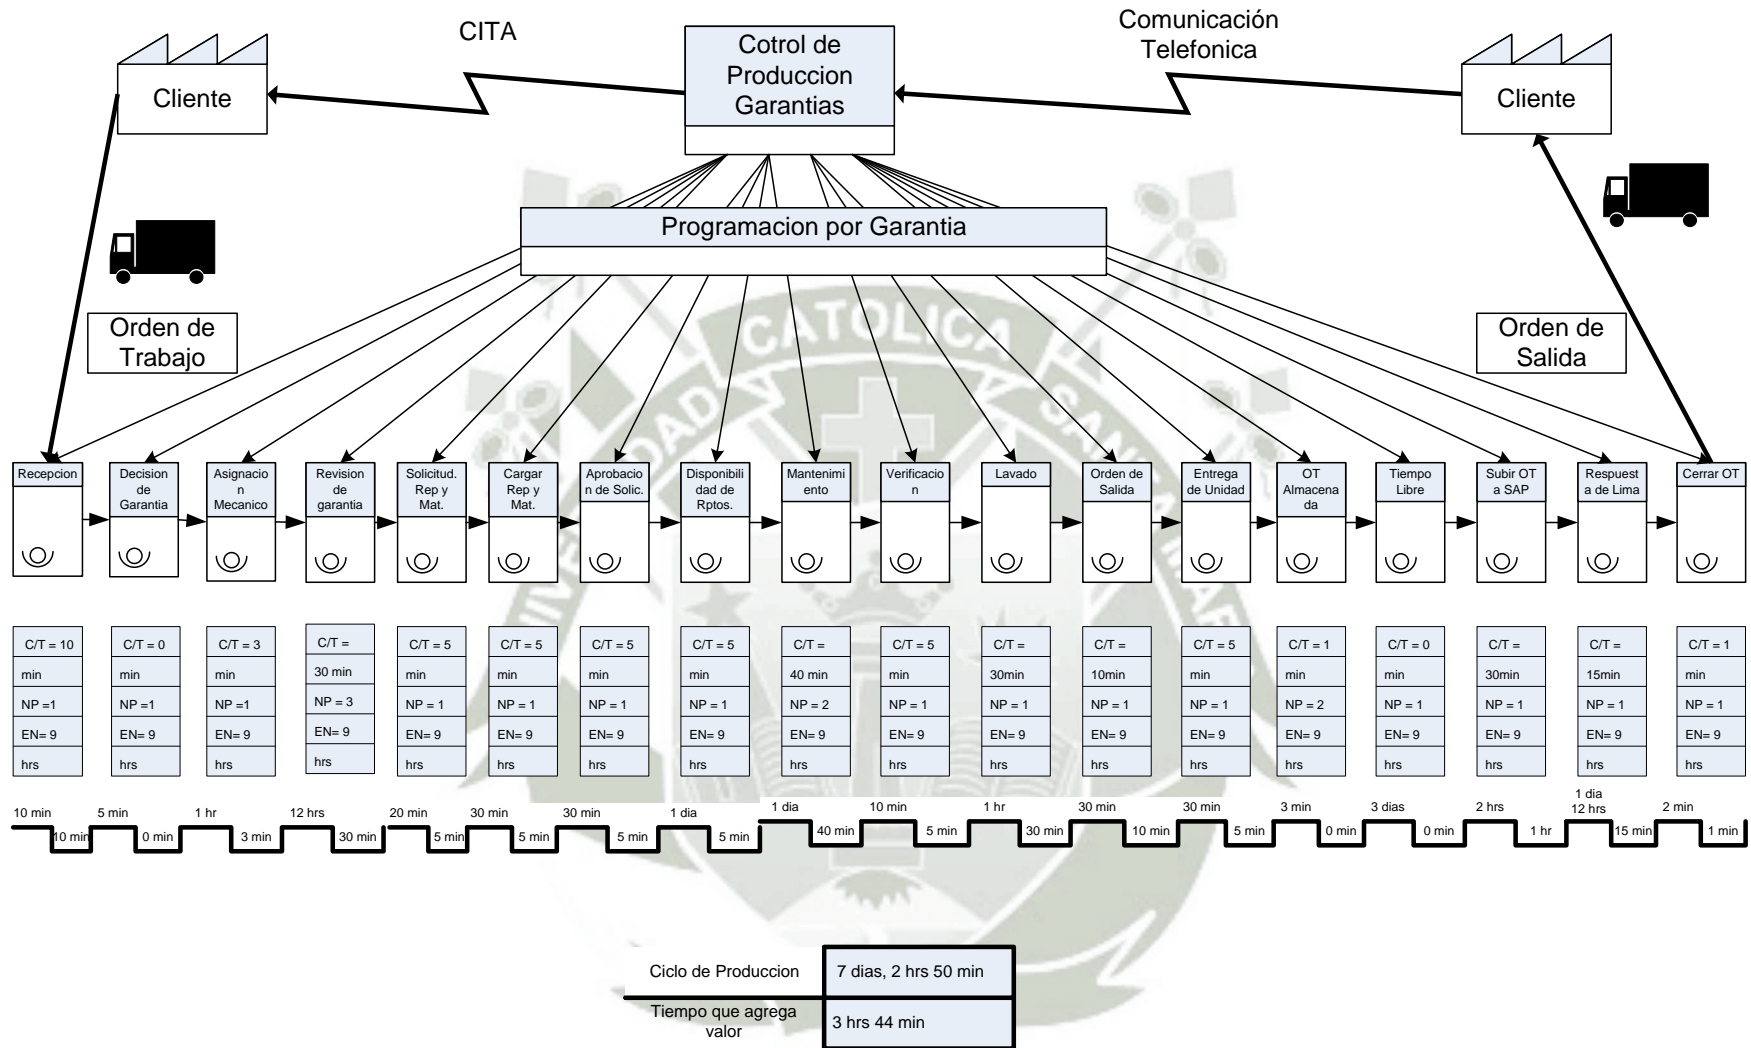 CITA
Comunicación
Telefonica
Cliente
Cotrol de
Produccion
Garantias
Cliente
Programacion por Garantia
Orden de
Trabajo
Orden de
Salida
UNIVERSIDAD CATOLICA SANTA MARIA
Recepcion
Decision
de
Garantia
Asignacio
n
Mecanico
Revision
de
garantia
Solicitud.
Rep y
Mat.
Cargar
Rep y
Mat.
Aprobacio
n de Solic.
Disponibili
dad de
Rptos.
Mantenimi
ento
Verificacio
n
Lavado
Orden de
Salida
Entrega
de Unidad
OT
Almacena
da
Tiempo
Libre
Subir OT
a SAP
Respuest
a de Lima
Cerrar OT
C/T = 10
min
NP =1
EN= 9
hrs
C/T = 0
min
NP =1
EN= 9
hrs
C/T = 3
min
NP =1
EN= 9
hrs
C/T =
30 min
NP = 3
EN= 9
hrs
C/T = 5
min
NP = 1
EN= 9
hrs
C/T = 5
min
NP = 1
EN= 9
hrs
C/T = 5
min
NP = 1
EN= 9
hrs
C/T = 5
min
NP = 1
EN= 9
hrs
C/T =
40 min
NP = 2
EN= 9
hrs
C/T = 5
min
NP = 1
EN= 9
hrs
C/T =
30min
NP = 1
EN= 9
hrs
C/T =
10min
NP = 1
EN= 9
hrs
C/T = 5
min
NP = 1
EN= 9
hrs
C/T = 1
min
NP = 2
EN= 9
hrs
C/T = 0
min
NP = 1
EN= 9
hrs
C/T =
30min
NP = 1
EN= 9
hrs
C/T =
15min
NP = 1
EN= 9
hrs
C/T = 1
min
NP = 1
EN= 9
hrs
10 min
10 min
5 min
0 min
1 hr
3 min
12 hrs
30 min
20 min
5 min
30 min
5 min
30 min
5 min
1 dia
5 min
1 dia
40 min
10 min
5 min
1 hr
30 min
30 min
10 min
30 min
5 min
3 min
0 min
3 dias
0 min
2 hrs
1 hr
1 dia
12 hrs
15 min
2 min
1 min
Ciclo de Produccion
7 dias, 2 hrs 50 min
Tiempo que agrega
valor
3 hrs 44 min